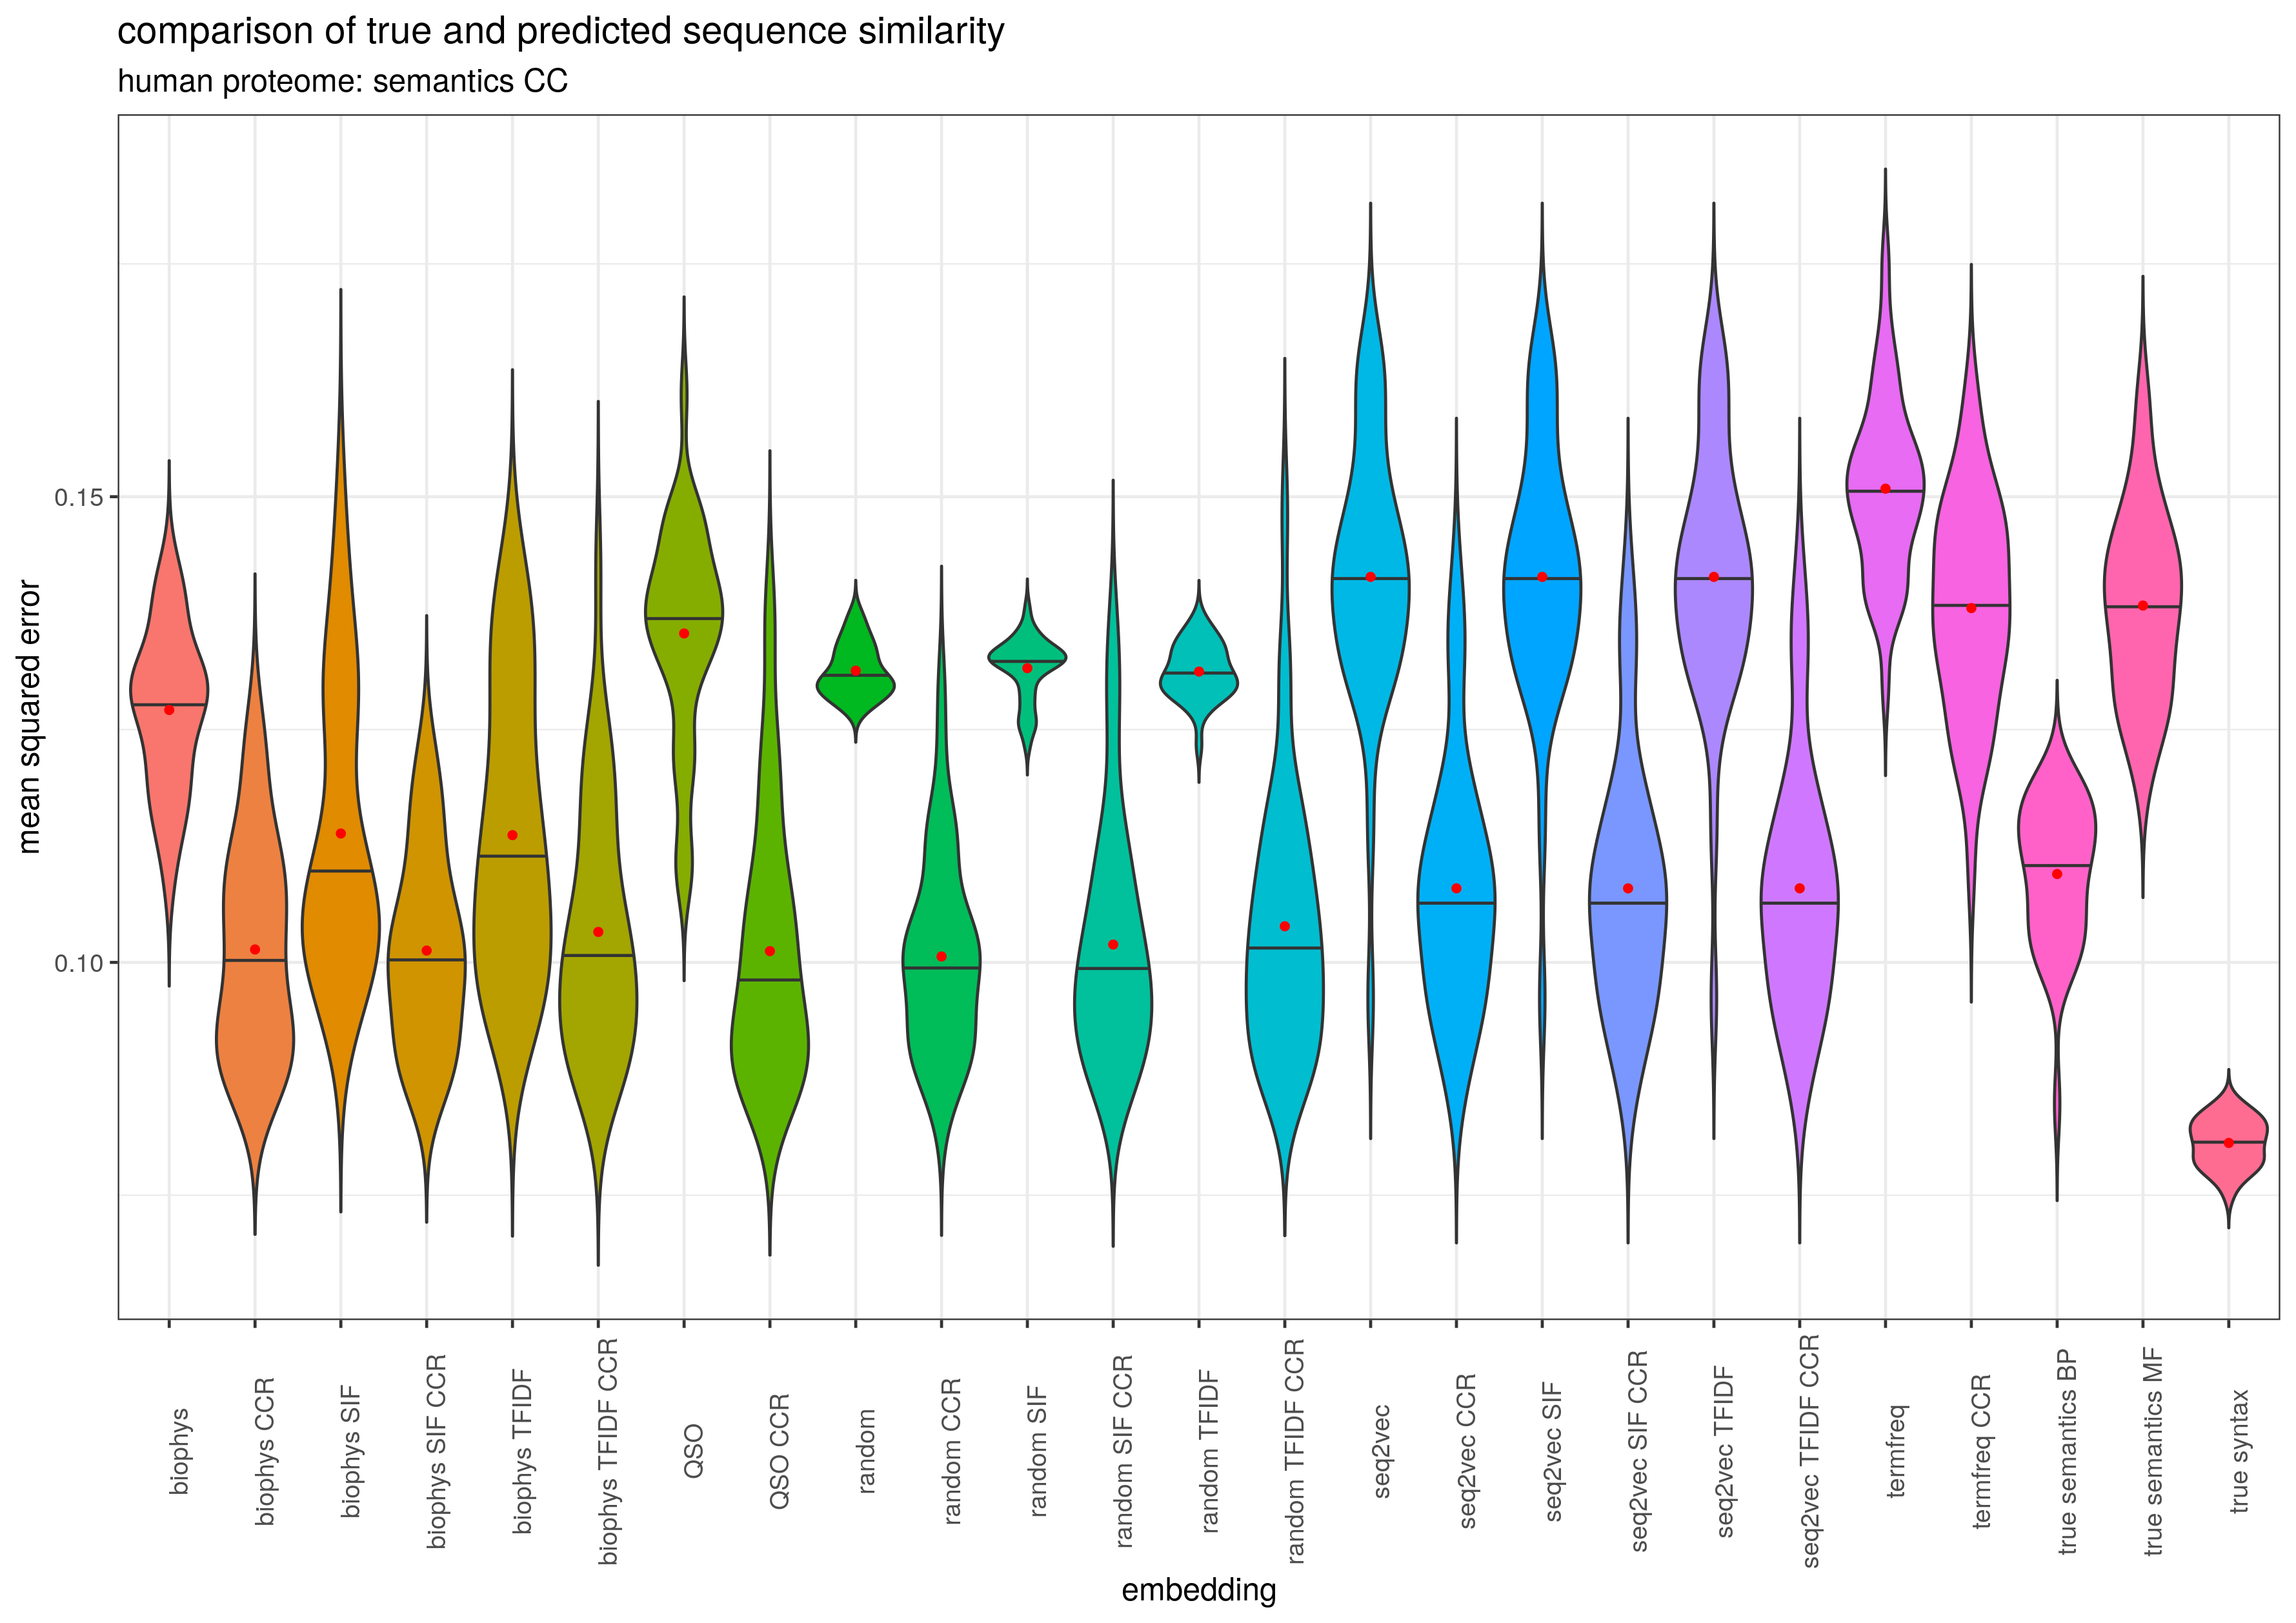 comparison of true and predicted sequence similarity
human proteome: semantics CC
mean squared error
0.15
0.10
biophys
biophys CCR
biophys SIF
biophys SIF CCR
biophys TFIDF
biophys TFIDF CCR
QSO
QSO CCR
random
random CCR
random SIF
random SIF CCR
random TFIDF
random TFIDF CCR
seq2vec
seq2vec CCR
seq2vec SIF
seq2vec SIF CCR
seq2vec TFIDF
seq2vec TFIDF CCR
termfreq
termfreq CCR
true semantics BP
true semantics MF
true syntax
embedding